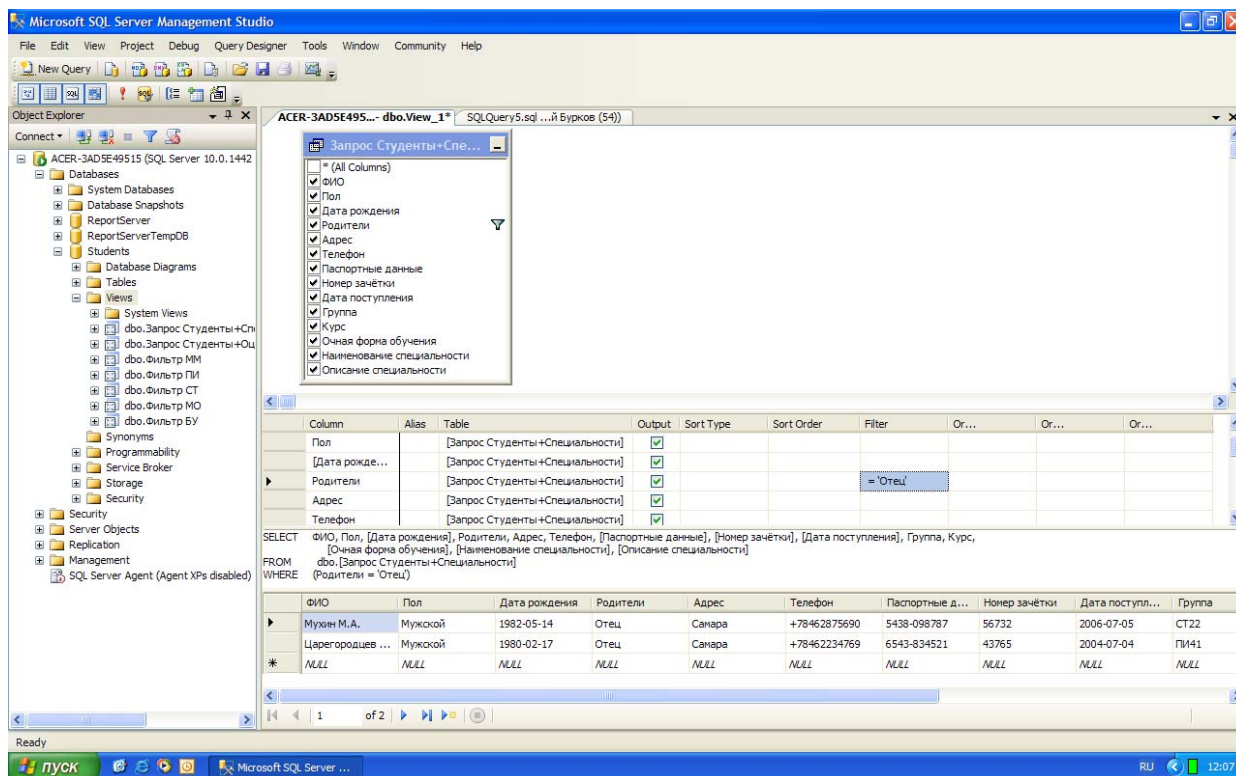 Microsoft SQL Server Management Studio
File Edit View Project Debug Query Designer Tools Window Community Help
New Query
Object Explorer
ACER-3AD5E495...- dbo.View_1* SQLQuery5.sql ...й Бурков (54))
Connect
ACER-3AD5E49515 (SQL Server 10.0.1442
Databases
System Databases
Database Snapshots
ReportServer
ReportServerTempDB
Students
Database Diagrams
Tables
Views
System Views
dbo.Запрос Студенты+Спе
dbo.Запрос Студенты+Оц
dbo.Фильтр ММ
dbo.Фильтр ПИ
dbo.Фильтр СТ
dbo.Фильтр МО
dbo.Фильтр БУ
Synonyms
Programmability
Service Broker
Storage
Security
Security
Server Objects
Replication
Management
SQL Server Agent (Agent XPs disabled)
Запрос Студенты+Спе...
* (All Columns)
ФИО
Пол
Дата рождения
Родители
Адрес
Телефон
Паспортные данные
Номер зачётки
Дата поступления
Группа
Курс
Очная форма обучения
Наименование специальности
Описание специальности
Column Alias Table Output Sort Type Sort Order Filter Or... Or... Or...
Пол [Запрос Студенты+Специальности]
[Дата рожде... [Запрос Студенты+Специальности]
Родители [Запрос Студенты+Специальности] = 'Отец'
Адрес [Запрос Студенты+Специальности]
Телефон [Запрос Студенты+Специальности]
SELECT ФИО, Пол, [Дата рождения], Родители, Адрес, Телефон, [Паспортные данные], [Номер зачётки], [Дата поступления], Группа, Курс,
[Очная форма обучения], [Наименование специальности], [Описание специальности]
FROM dbo.[Запрос Студенты+Специальности]
WHERE (Родители = 'Отец')
ФИО Пол Дата рождения Родители Адрес Телефон Паспортные д... Номер зачётки Дата поступл... Группа
Мухин М.А. Мужской 1982-05-14 Отец Самара +78462875690 5438-098787 56732 2006-07-05 СТ22
Царегородцев ... Мужской 1980-02-17 Отец Самара +78462234769 6543-834521 43765 2004-07-04 ПИ41
NULL NULL NULL NULL NULL NULL NULL NULL NULL NULL
1 of 2
Ready
пуск Microsoft SQL Server ... RU 12:07